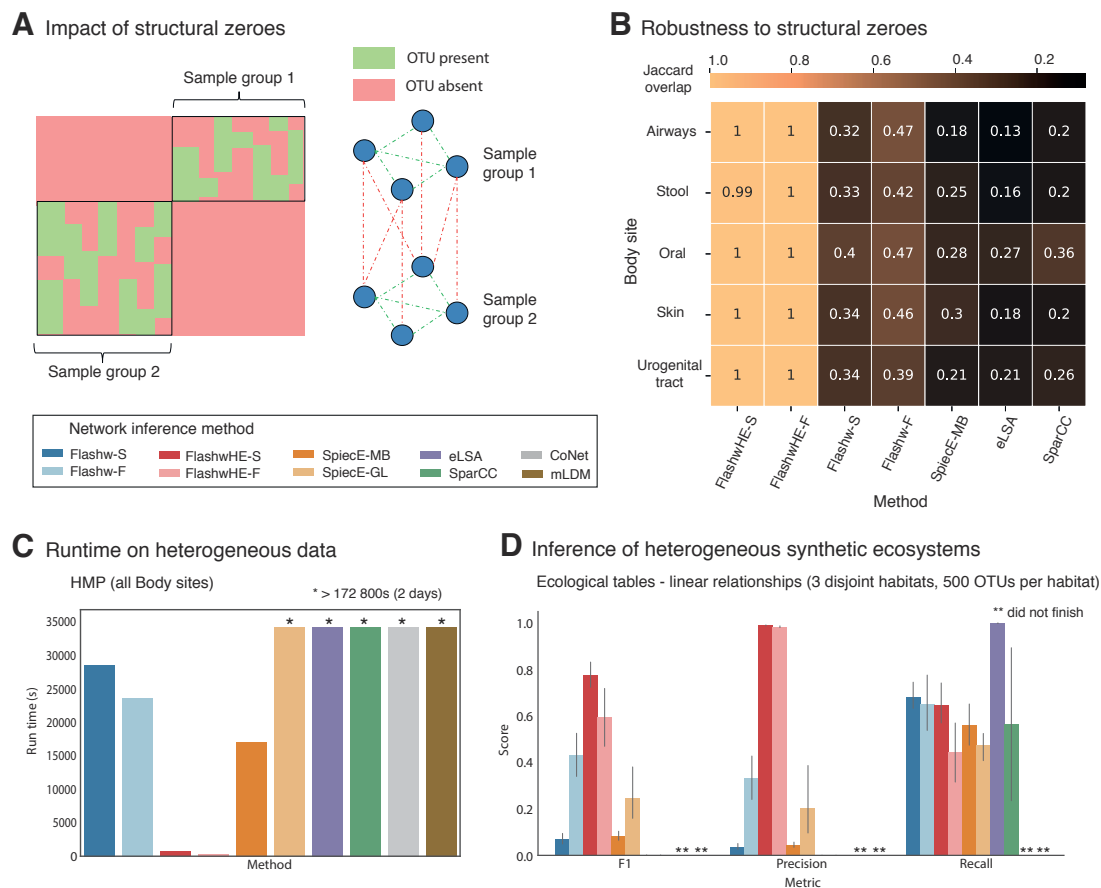 A Impact of structural zeroes
OTU present
OTU absent
Sample group 1
Sample
group 1
Sample
group 2
Sample group 2
B Robustness to structural zeroes
Jaccard
overlap
1.0 0.8 0.6 0.4 0.2
Airways 1 1 0.32 0.47 0.18 0.13 0.2
Stool 0.99 1 0.33 0.42 0.25 0.16 0.2
Oral 1 1 0.4 0.47 0.28 0.27 0.36
Skin 1 1 0.34 0.46 0.3 0.18 0.2
Urogenital
tract 1 1 0.34 0.39 0.21 0.21 0.26
Body site
FlashwHE-S FlashwHE-F Flashw-S Flashw-F SpiecE-MB eLSA SparCC
Method
Network inference method
Flashw-S FlashwHE-S SpiecE-MB eLSA CoNet
Flashw-F FlashwHE-F SpiecE-GL SparCC mLDM
C Runtime on heterogeneous data
HMP (all Body sites)
* > 172 800s (2 days)
35000
30000
25000
20000
15000
10000
5000
0
Run time (s)
* * * * *
Method
D Inference of heterogeneous synthetic ecosystems
Ecological tables - linear relationships (3 disjoint habitats, 500 OTUs per habitat)
** did not finish
1.0
0.8
0.6
0.4
0.2
0.0
Score
** ** ** ** ** **
F1 Precision Recall
Metric